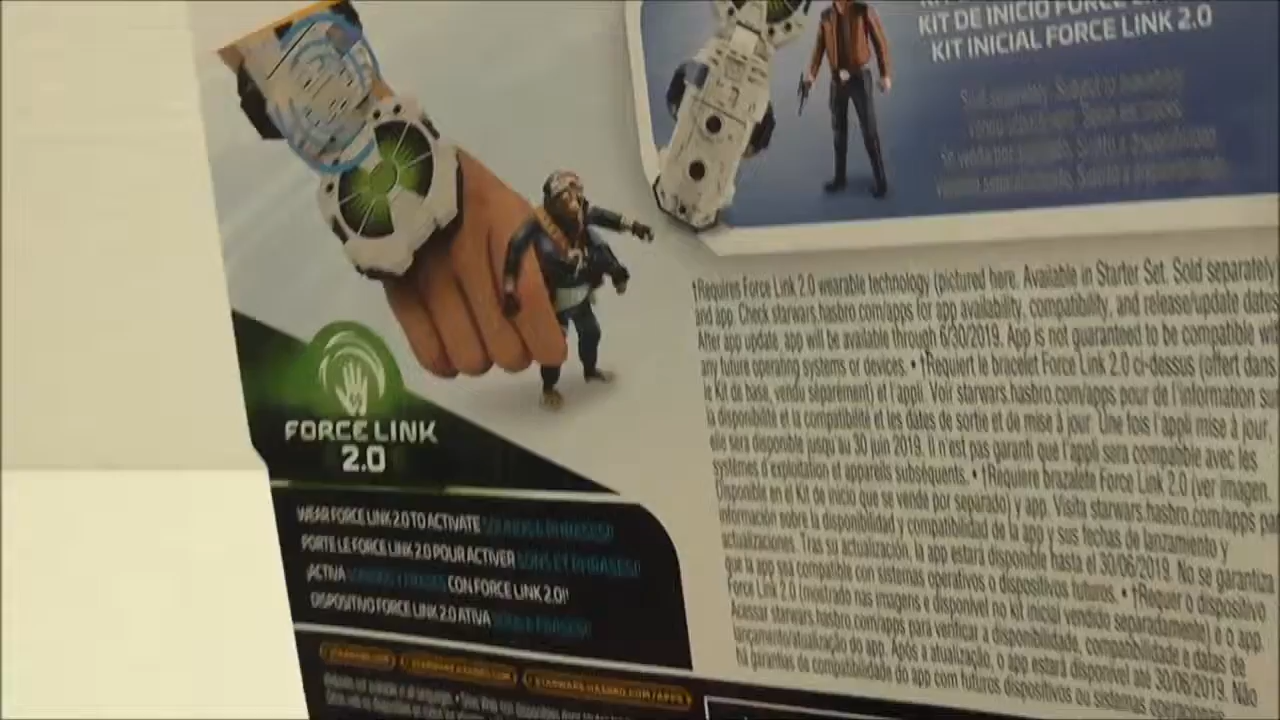 KIT DE INICIO FORCE
KIT INICIAL FORCE LINK 2.0
†Requires Force Link 2.0 wearable technology (pictured here. Available in Starter Set. Sold separately)
and app. Check starwars.hasbro.com/apps for app availability, compatibility, and release/update dates.
After app update, app will be available through 6/30/2019. App is not guaranteed to be compatible with
any future operating systems or devices. • †Requiert le bracelet Force Link 2.0 ci-dessus (offert dans
le Kit de base, vendu séparément) et l'appli. Voir starwars.hasbro.com/apps pour de l'information sur
la disponibilité et la compatibilité et les dates de sortie et de mise à jour. Une fois l'appli mise à jour,
elle sera disponible jusqu'au 30 juin 2019. Il n'est pas garanti que l'appli sera compatible avec les
systèmes d'exploitation et appareils subséquents. • †Requiere brazalete Force Link 2.0 (ver imagen.
Disponible en el Kit de inicio que se vende por separado) y app. Visita starwars.hasbro.com/apps para
información sobre la disponibilidad y compatibilidad de la app y sus fechas de lanzamiento y
actualizaciones. Tras su actualización, la app estará disponible hasta el 30/06/2019. No se garantiza
que la app sea compatible con sistemas operativos o dispositivos futuros. • †Requer o dispositivo
Force Link 2.0 (mostrado nas imagens e disponível no kit inicial vendido separadamente) e o app.
Acessar starwars.hasbro.com/apps para verificar a disponibilidade, compatibilidade e datas de
lançamento/atualização do app. Após a atualização, o app estará disponível até 30/06/2019. Não
há garantias de compatibilidade do app com futuros dispositivos ou sistemas operacionais.
FORCE LINK
2.0
WEAR FORCE LINK 2.0 TO ACTIVATE SOUNDS & PHRASES!
PORTE LE FORCE LINK 2.0 POUR ACTIVER SONS ET PHRASES!
¡ACTIVA SONIDOS Y FRASES CON FORCE LINK 2.0!
DISPOSITIVO FORCE LINK 2.0 ATIVA SONS & FRASES!
STARWARS.COM STARWARS.HASBRO.COM STARWARS.HASBRO.COM/APPS